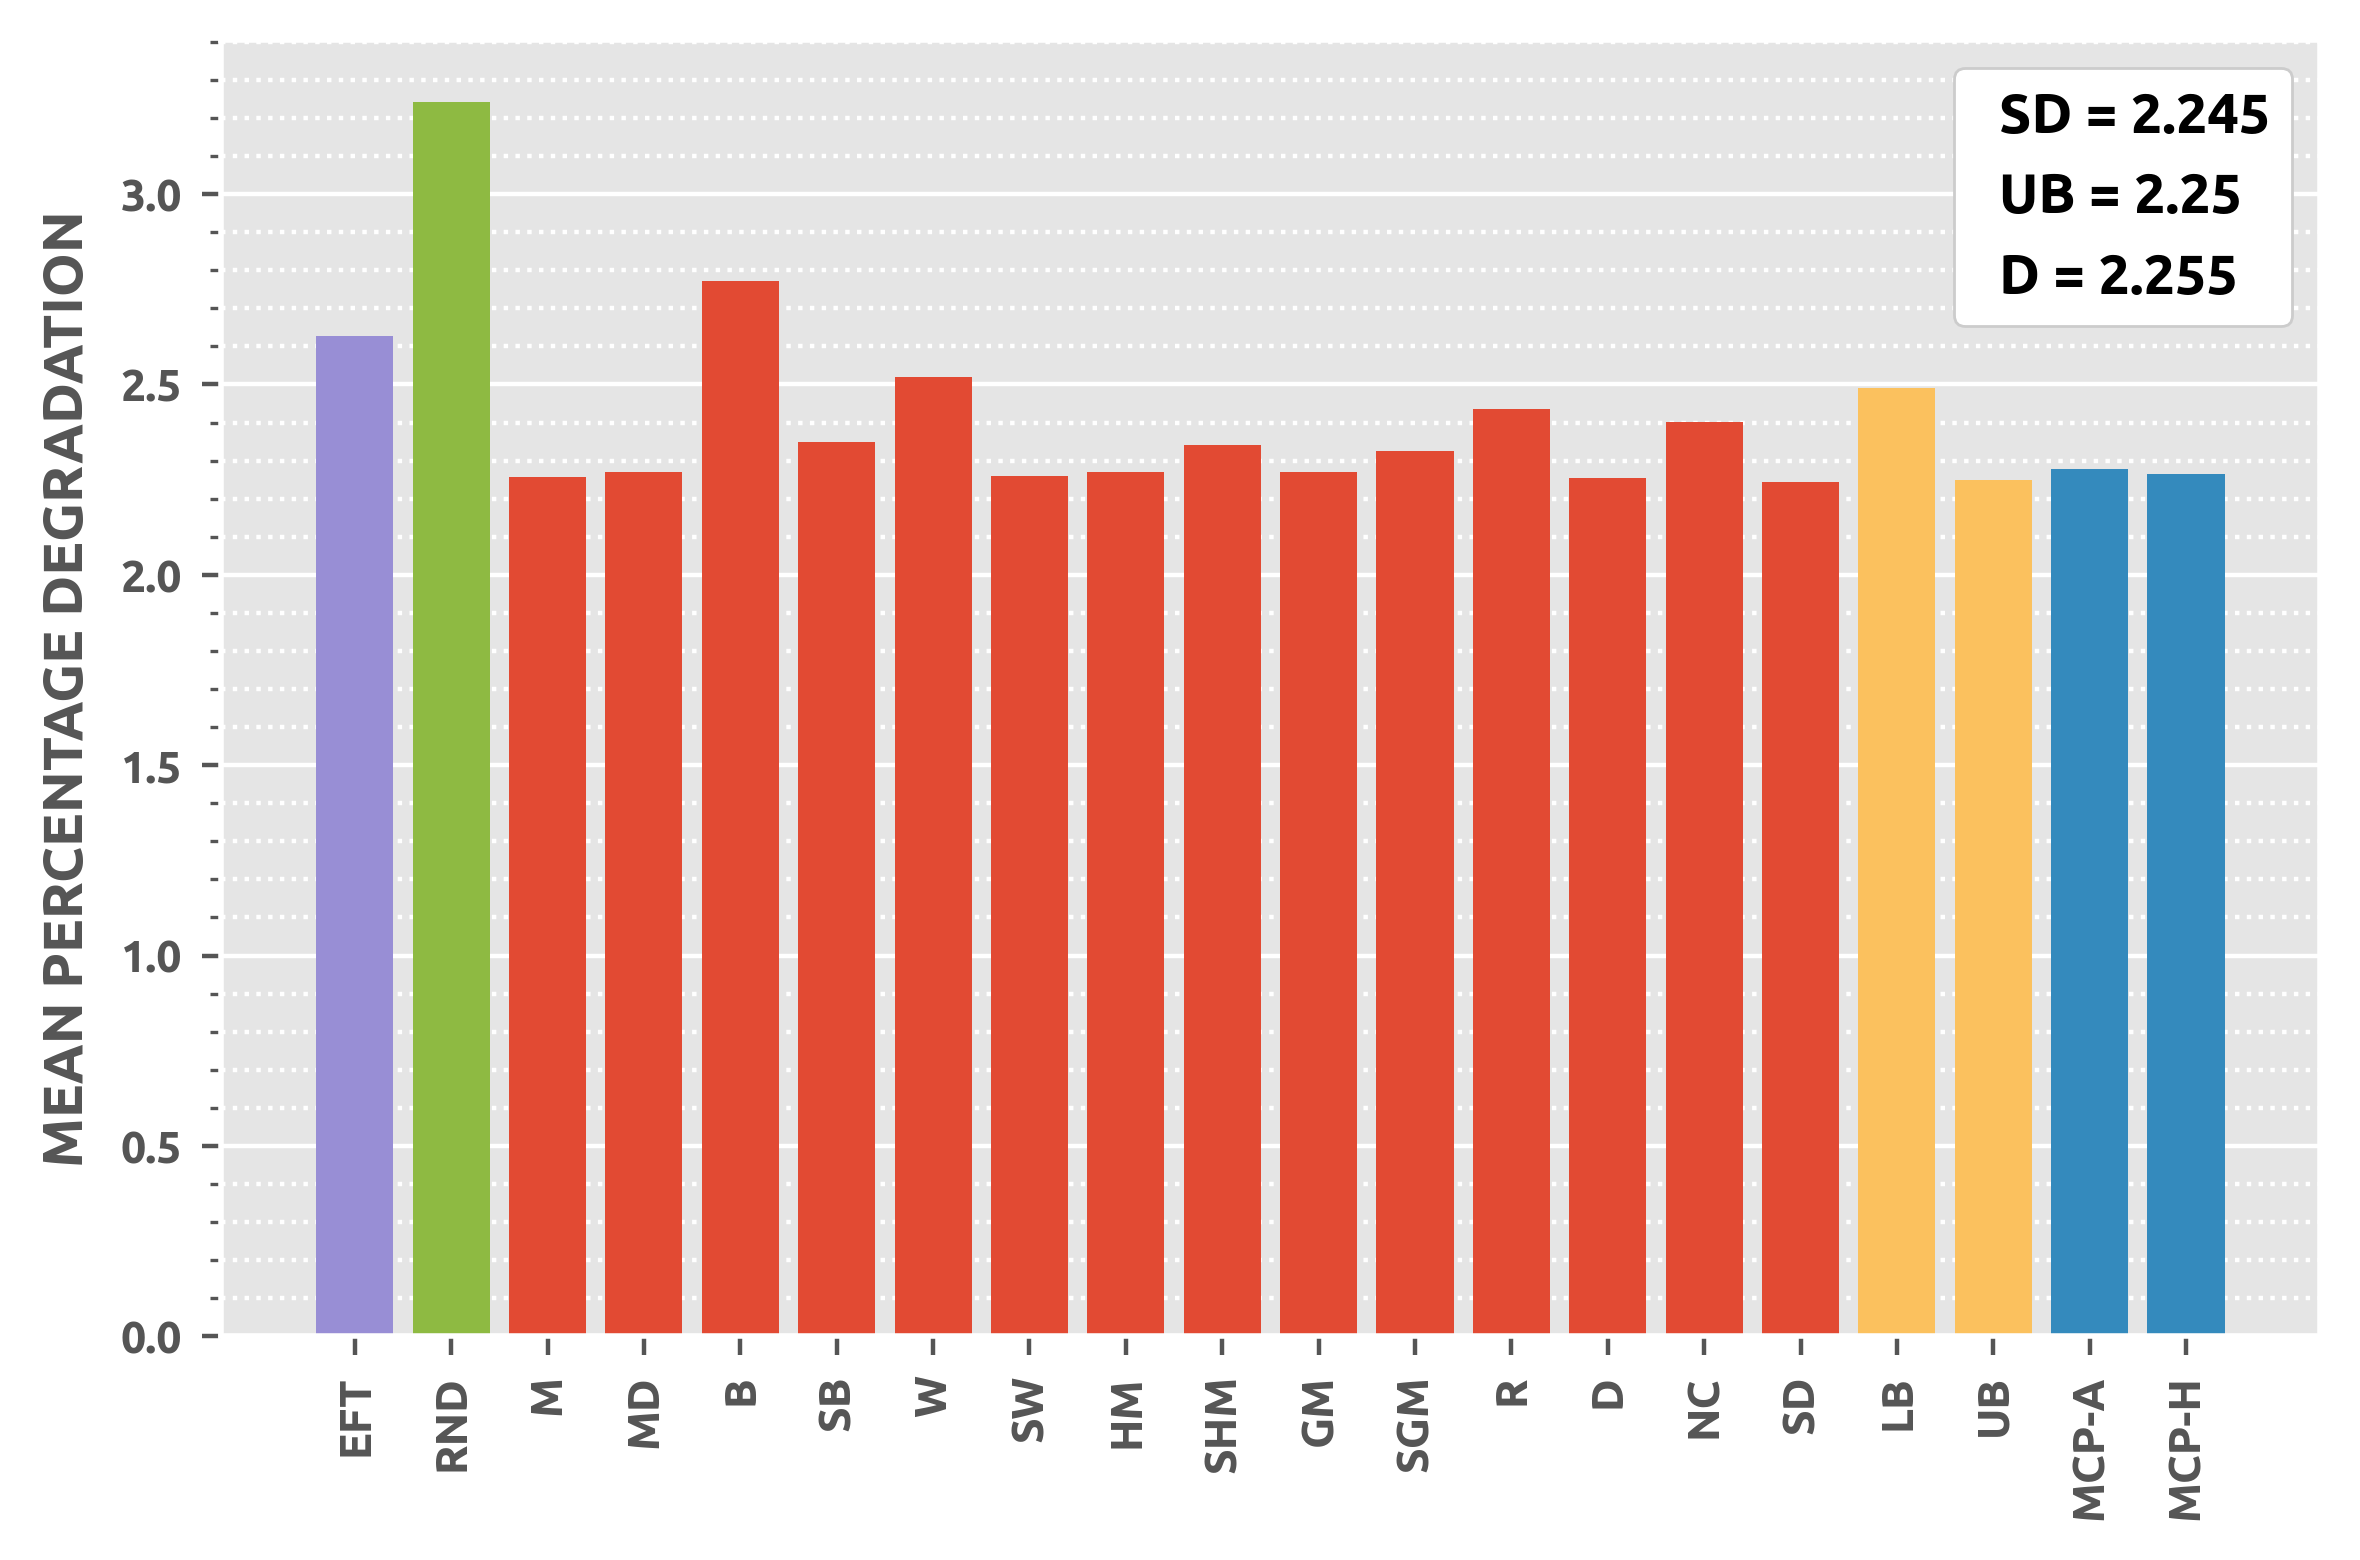 SD = 2.245
UB = 2.25
D = 2.255
MEAN PERCENTAGE DEGRADATION
3.0
2.5
2.0
1.5
1.0
0.5
0.0
EFT
RND
M
MD
B
SB
W
SW
HM
SHM
GM
SGM
R
D
NC
SD
LB
UB
MCP-A
MCP-H